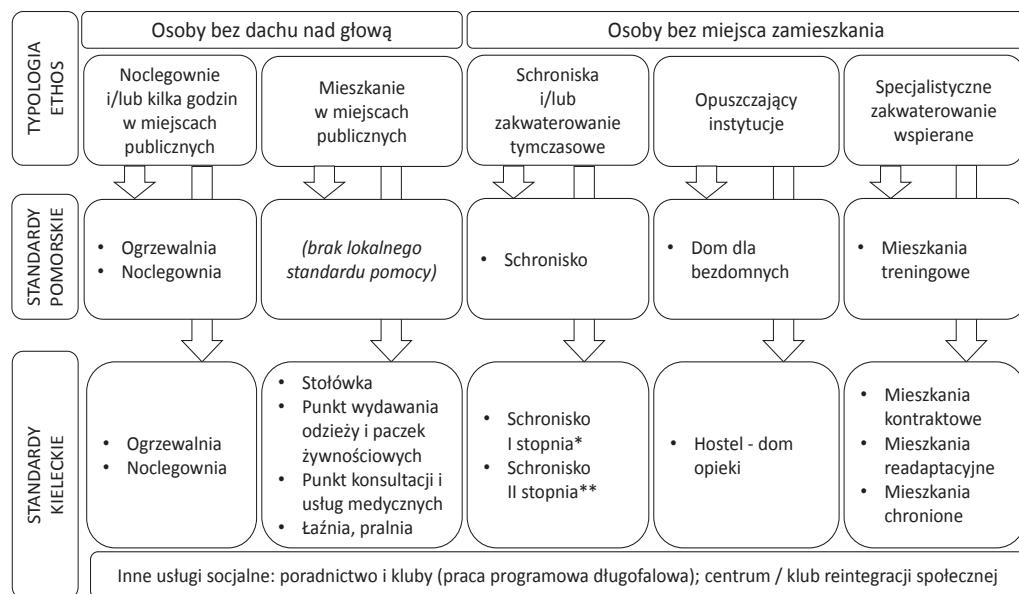 TYPOLOGIA
ETHOS
Osoby bez dachu nad głową
Osoby bez miejsca zamieszkania
Noclegownie
i/lub kilka godzin
w miejscach
publicznych
Mieszkanie
w miejscach
publicznych
Schroniska
i/lub
zakwaterowanie
tymczasowe
Opuszczający
instytucje
Specjalistyczne
zakwaterowanie
wspierane
STANDARDY
POMORSKIE
• Ogrzewalnia
• Noclegownia
(brak lokalnego
standardu pomocy)
• Schronisko
• Dom dla
bezdomnych
• Mieszkania
treningowe
STANDARDY
KIELECKIE
• Ogrzewalnia
• Noclegownia
• Stołówka
• Punkt wydawania
odzieży i paczek
żywnościowych
• Punkt konsultacji i
usług medycznych
• Łaźnia, pralnia
• Schronisko
I stopnia*
• Schronisko
II stopnia**
• Hostel - dom
opieki
• Mieszkania
kontraktowe
• Mieszkania
readaptacyjne
• Mieszkania
chronione
Inne usługi socjalne: poradnictwo i kluby (praca programowa długofalowa); centrum / klub reintegracji społecznej